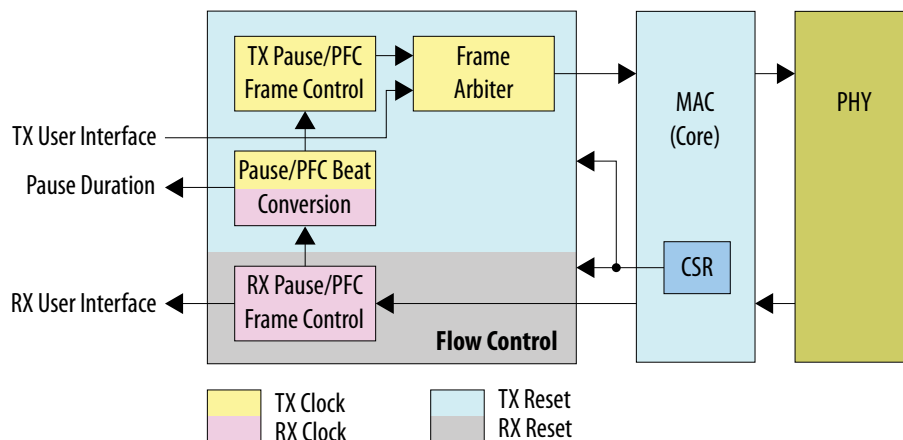 TX Pause/PFC
Frame Control
Frame
Arbiter
MAC
(Core)
PHY
TX User Interface
Pause/PFC Beat
Conversion
Pause Duration
CSR
RX User Interface
RX Pause/PFC
Frame Control
Flow Control
TX Clock
RX Clock
TX Reset
RX Reset